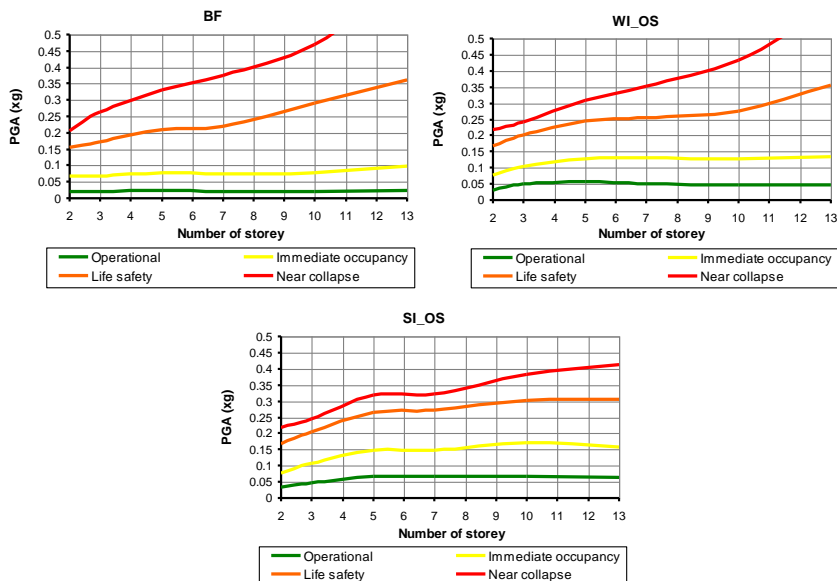 BF
0.5
0.45
0.4
0.35
0.3
0.25
0.2
0.15
0.1
0.05
0
PGA (xg)
2 3 4 5 6 7 8 9 10 11 12 13
Number of storey
Operational Immediate occupancy
Life safety Near collapse
WI_OS
0.5
0.45
0.4
0.35
0.3
0.25
0.2
0.15
0.1
0.05
0
PGA (xg)
2 3 4 5 6 7 8 9 10 11 12 13
Number of storey
Operational Immediate occupancy
Life safety Near collapse
SI_OS
0.5
0.45
0.4
0.35
0.3
0.25
0.2
0.15
0.1
0.05
0
PGA (xg)
2 3 4 5 6 7 8 9 10 11 12 13
Number of storey
Operational Immediate occupancy
Life safety Near collapse